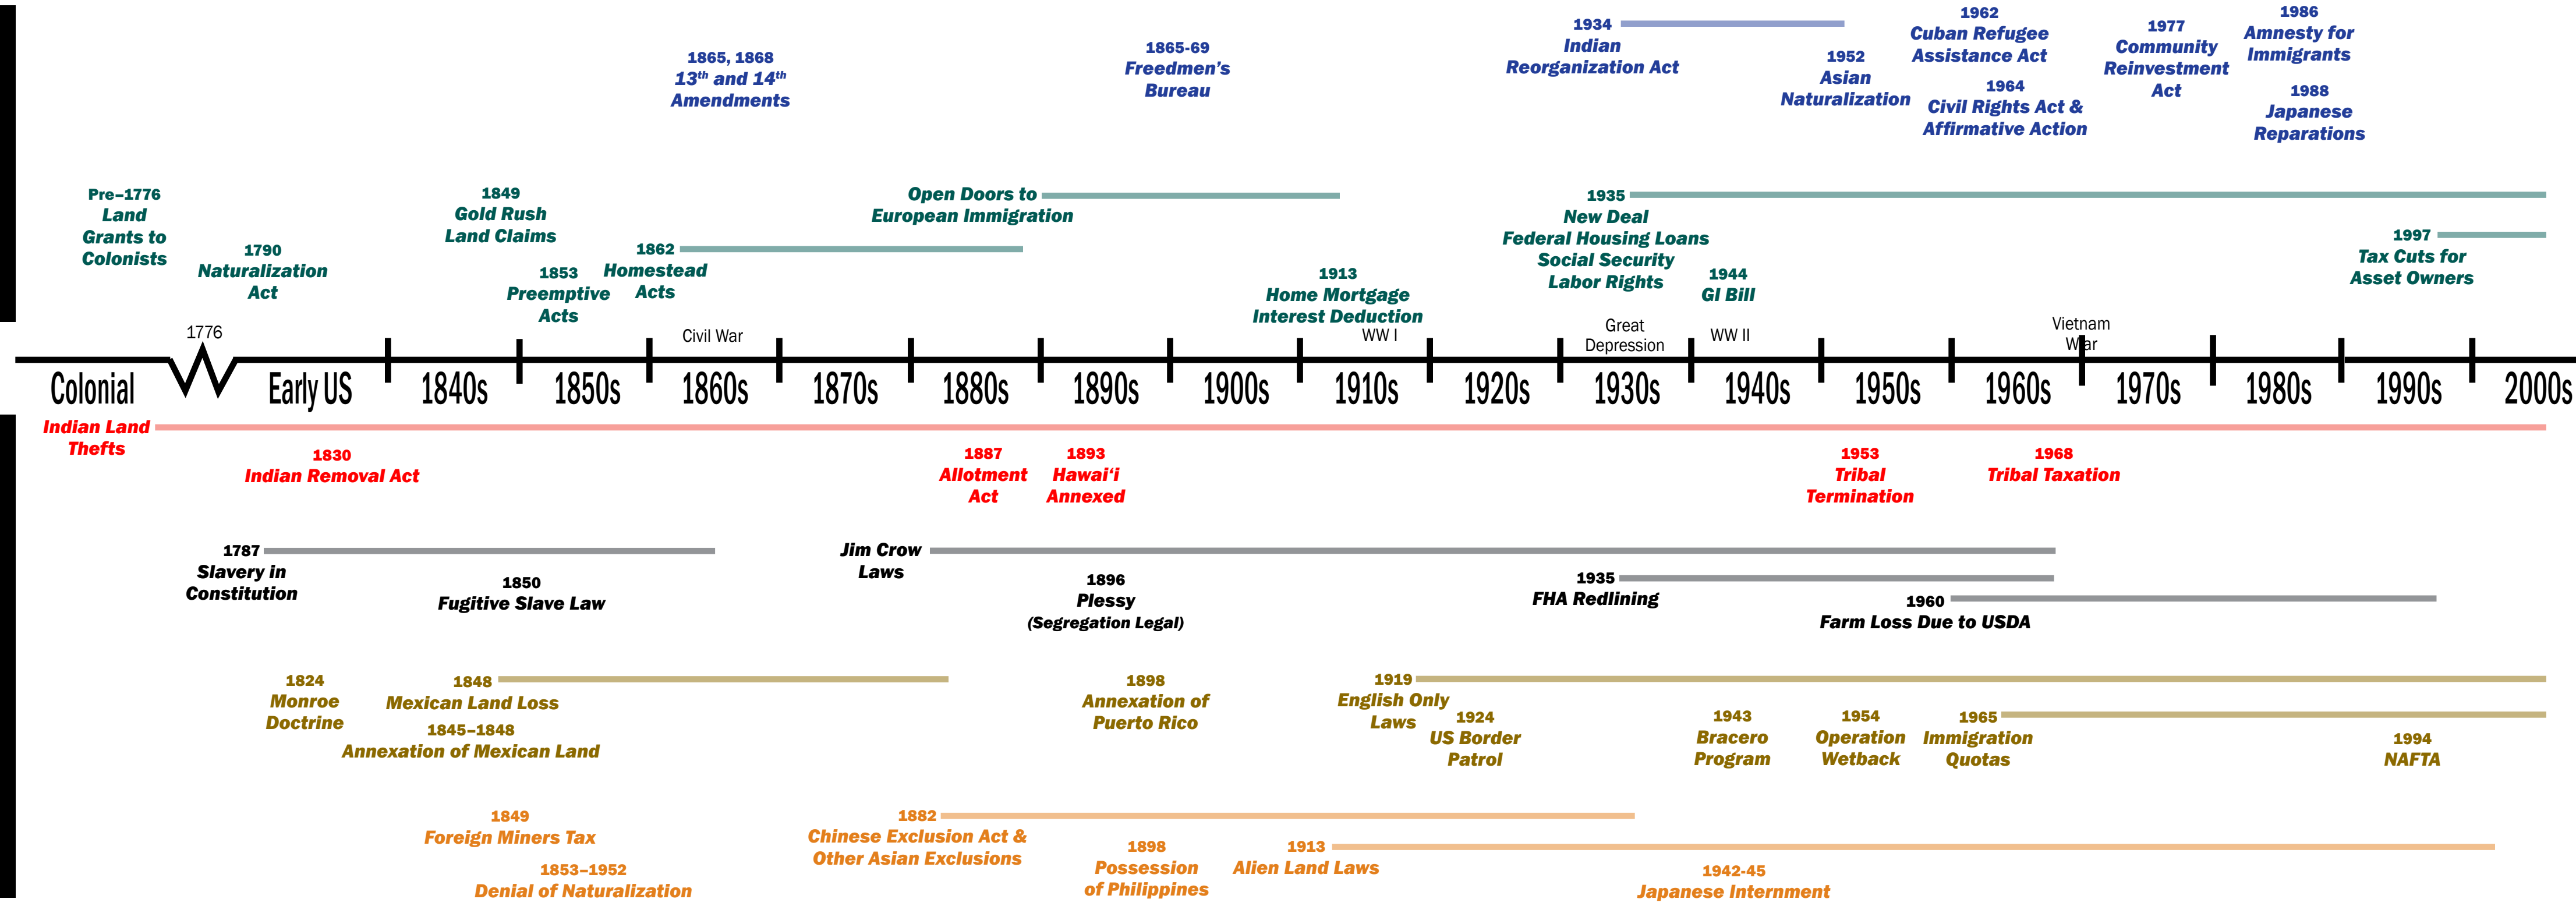 1865, 1868
13th and 14th
Amendments
1865-69
Freedmen's
Bureau
1934
Indian
Reorganization Act
1952
Asian
Naturalization
1962
Cuban Refugee
Assistance Act
1964
Civil Rights Act &
Affirmative Action
1977
Community
Reinvestment
Act
1986
Amnesty for
Immigrants
1988
Japanese
Reparations
Pre–1776
Land
Grants to
Colonists
1790
Naturalization
Act
1849
Gold Rush
Land Claims
1853
Preemptive
Acts
1862
Homestead
Acts
Open Doors to
European Immigration
1913
Home Mortgage
Interest Deduction
1935
New Deal
Federal Housing Loans
Social Security
Labor Rights
1944
GI Bill
1997
Tax Cuts for
Asset Owners
1776
Civil War
WW I
Great
Depression
WW II
Vietnam
War
Colonial
Early US
1840s
1850s
1860s
1870s
1880s
1890s
1900s
1910s
1920s
1930s
1940s
1950s
1960s
1970s
1980s
1990s
2000s
Indian Land
Thefts
1830
Indian Removal Act
1887
Allotment
Act
1893
Hawai‘i
Annexed
1953
Tribal
Termination
1968
Tribal Taxation
1787
Slavery in
Constitution
1850
Fugitive Slave Law
Jim Crow
Laws
1896
Plessy
(Segregation Legal)
1935
FHA Redlining
1960
Farm Loss Due to USDA
1824
Monroe
Doctrine
1848
Mexican Land Loss
1845–1848
Annexation of Mexican Land
1898
Annexation of
Puerto Rico
1919
English Only
Laws
1924
US Border
Patrol
1943
Bracero
Program
1954
Operation
Wetback
1965
Immigration
Quotas
1994
NAFTA
1849
Foreign Miners Tax
1853–1952
Denial of Naturalization
1882
Chinese Exclusion Act &
Other Asian Exclusions
1898
Possession
of Philippines
1913
Alien Land Laws
1942-45
Japanese Internment